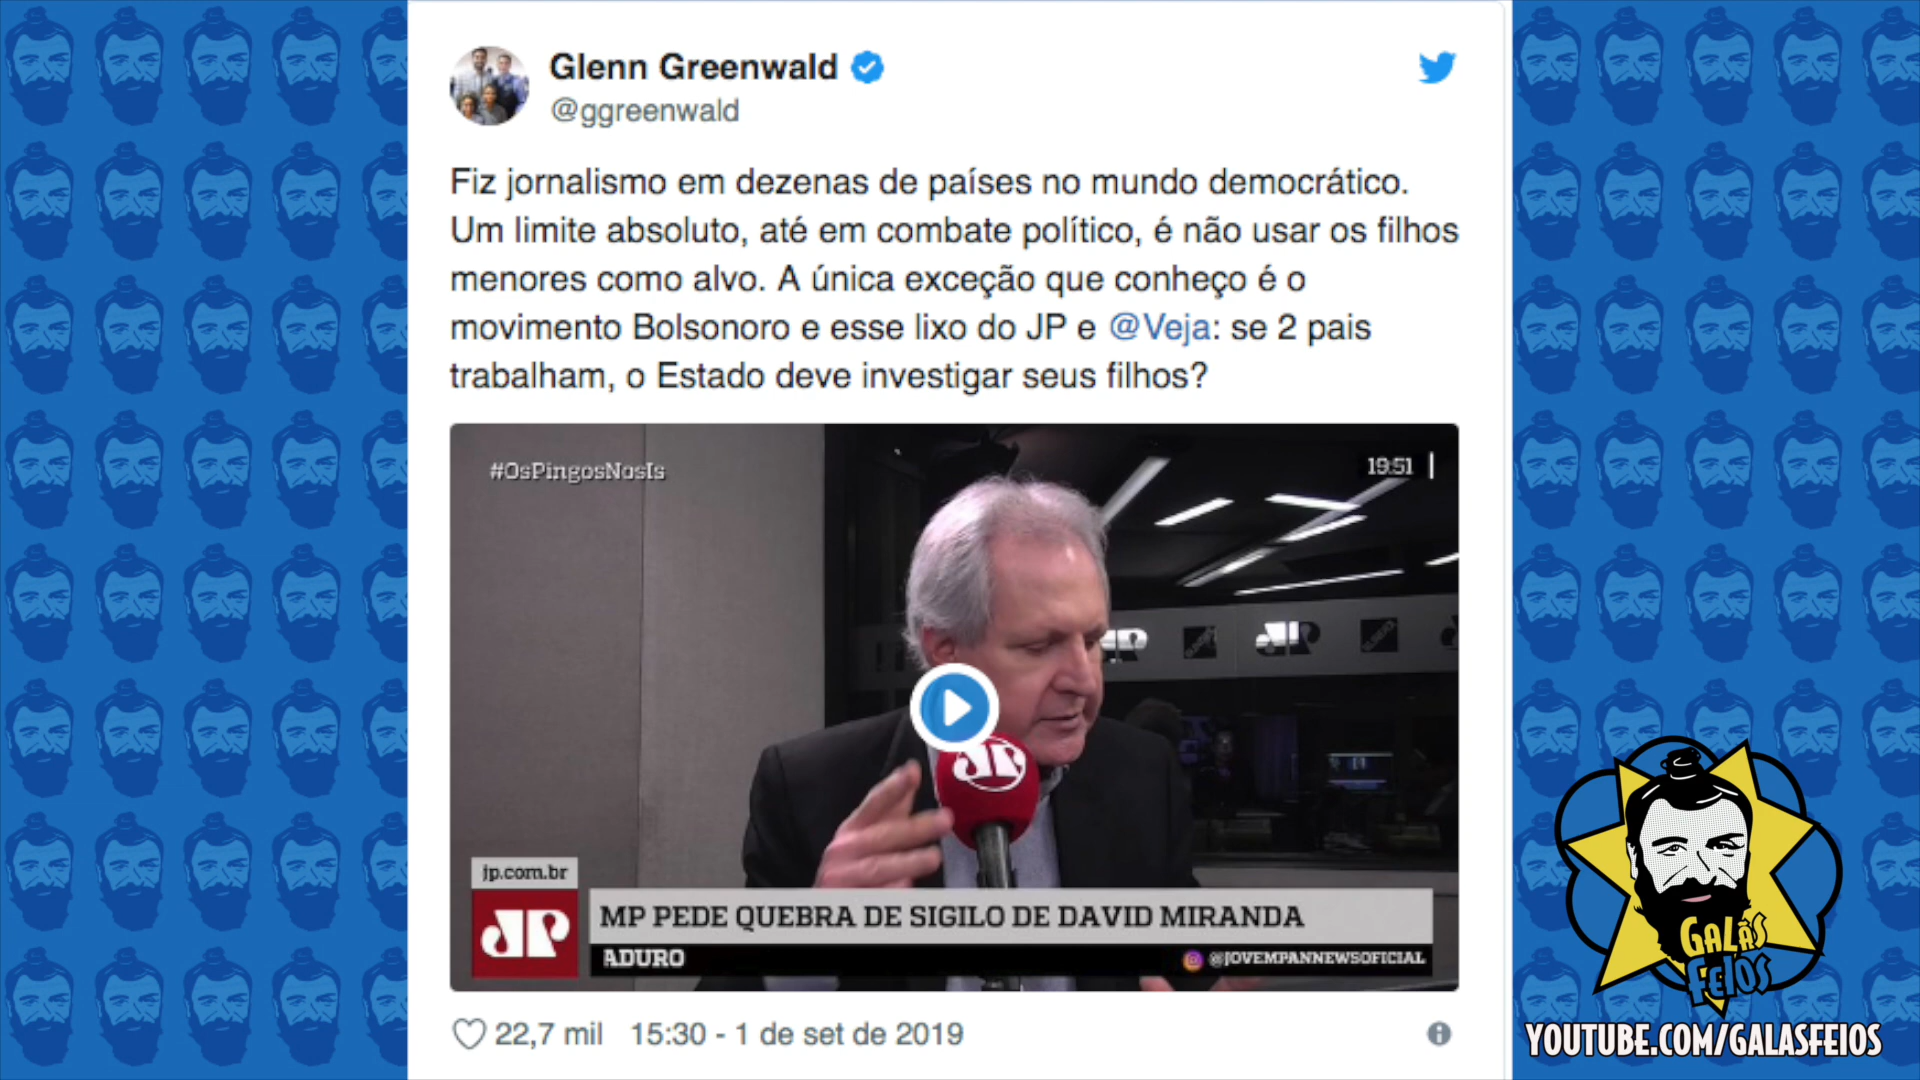 Glenn Greenwald
@ggreenwald
Fiz jornalismo em dezenas de países no mundo democrático.
Um limite absoluto, até em combate político, é não usar os filhos
menores como alvo. A única exceção que conheço é o
movimento Bolsonoro e esse lixo do JP e @Veja: se 2 pais
trabalham, o Estado deve investigar seus filhos?
#OsPingosNosIs
19:51
JP
JP
JP
jp.com.br
JP
MP PEDE QUEBRA DE SIGILO DE DAVID MIRANDA
ADURO
@JOVEMPANNEWSOFICIAL
22,7 mil 15:30 - 1 de set de 2019
GALÃS
FEIOS
YOUTUBE.COM/GALASFEIOS